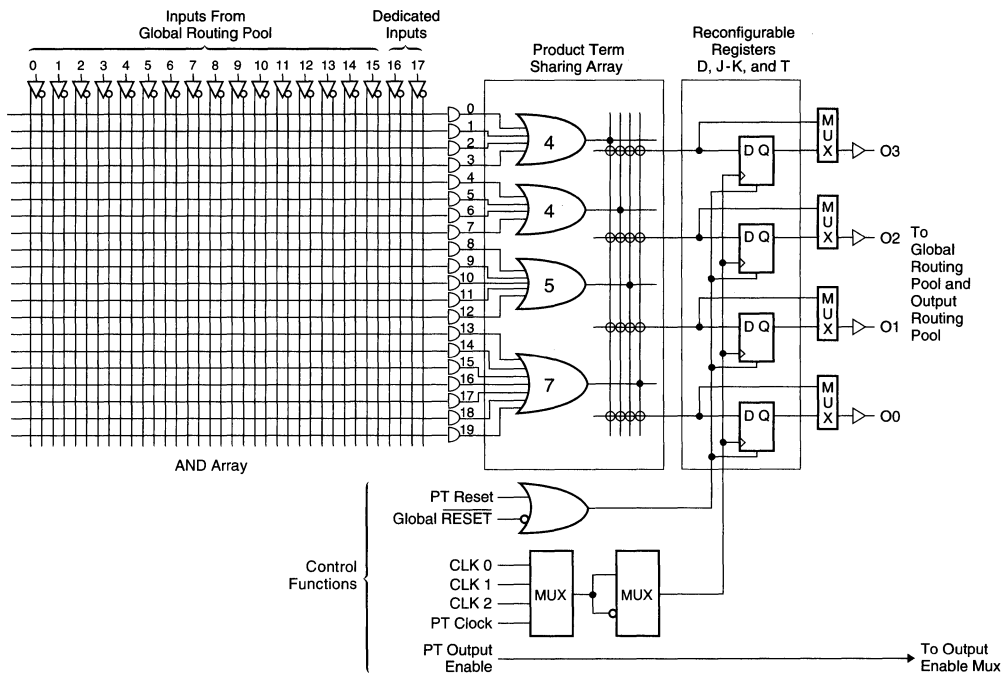 Inputs From
Global Routing Pool
Dedicated
Inputs
0 1 2 3 4 5 6 7 8 9 10 11 12 13 14 15 16 17
Product Term
Sharing Array
Reconfigurable
Registers
D, J-K, and T
0
1
2
3
4
5
6
7
8
9
10
11
12
13
14
15
16
17
18
19
4
4
5
7
D Q
D Q
D Q
D Q
MUX
MUX
MUX
MUX
O3
O2
O1
O0
To
Global
Routing
Pool and
Output
Routing
Pool
AND Array
Control
Functions
PT Reset
Global RESET
CLK 0
CLK 1
CLK 2
PT Clock
MUX
MUX
PT Output
Enable
To Output
Enable Mux